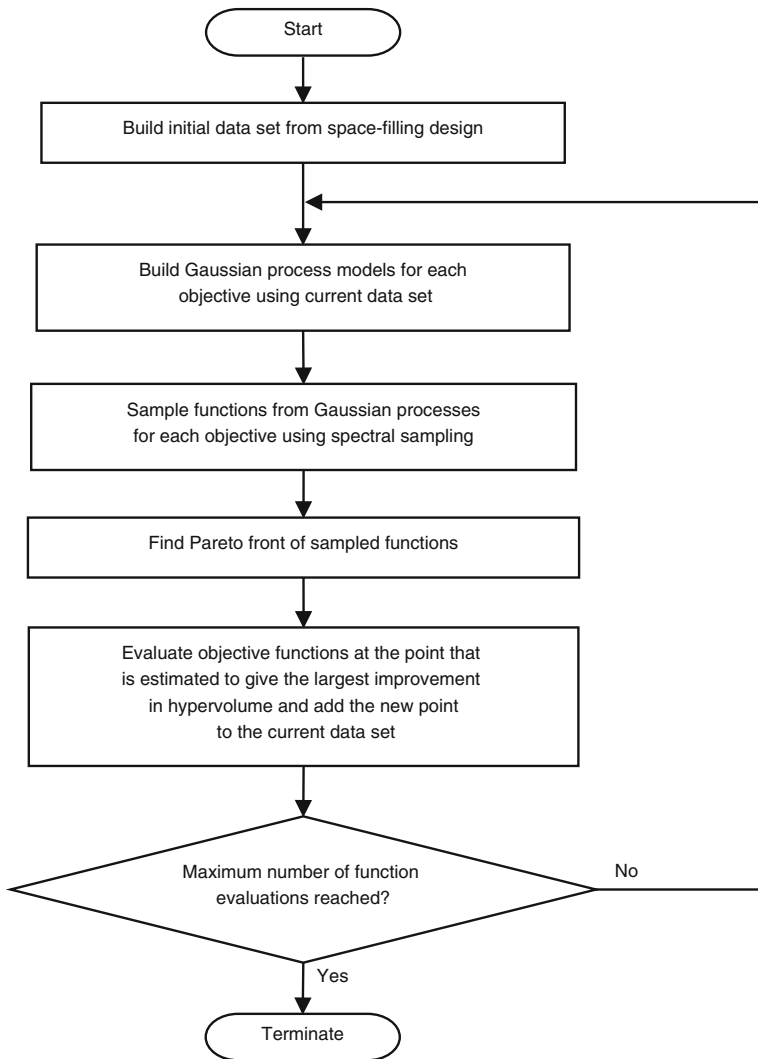 Start
Build initial data set from space-filling design
Build Gaussian process models for each
objective using current data set
Sample functions from Gaussian processes
for each objective using spectral sampling
Find Pareto front of sampled functions
Evaluate objective functions at the point that
is estimated to give the largest improvement
in hypervolume and add the new point
to the current data set
Maximum number of function
evaluations reached?
No
Yes
Terminate